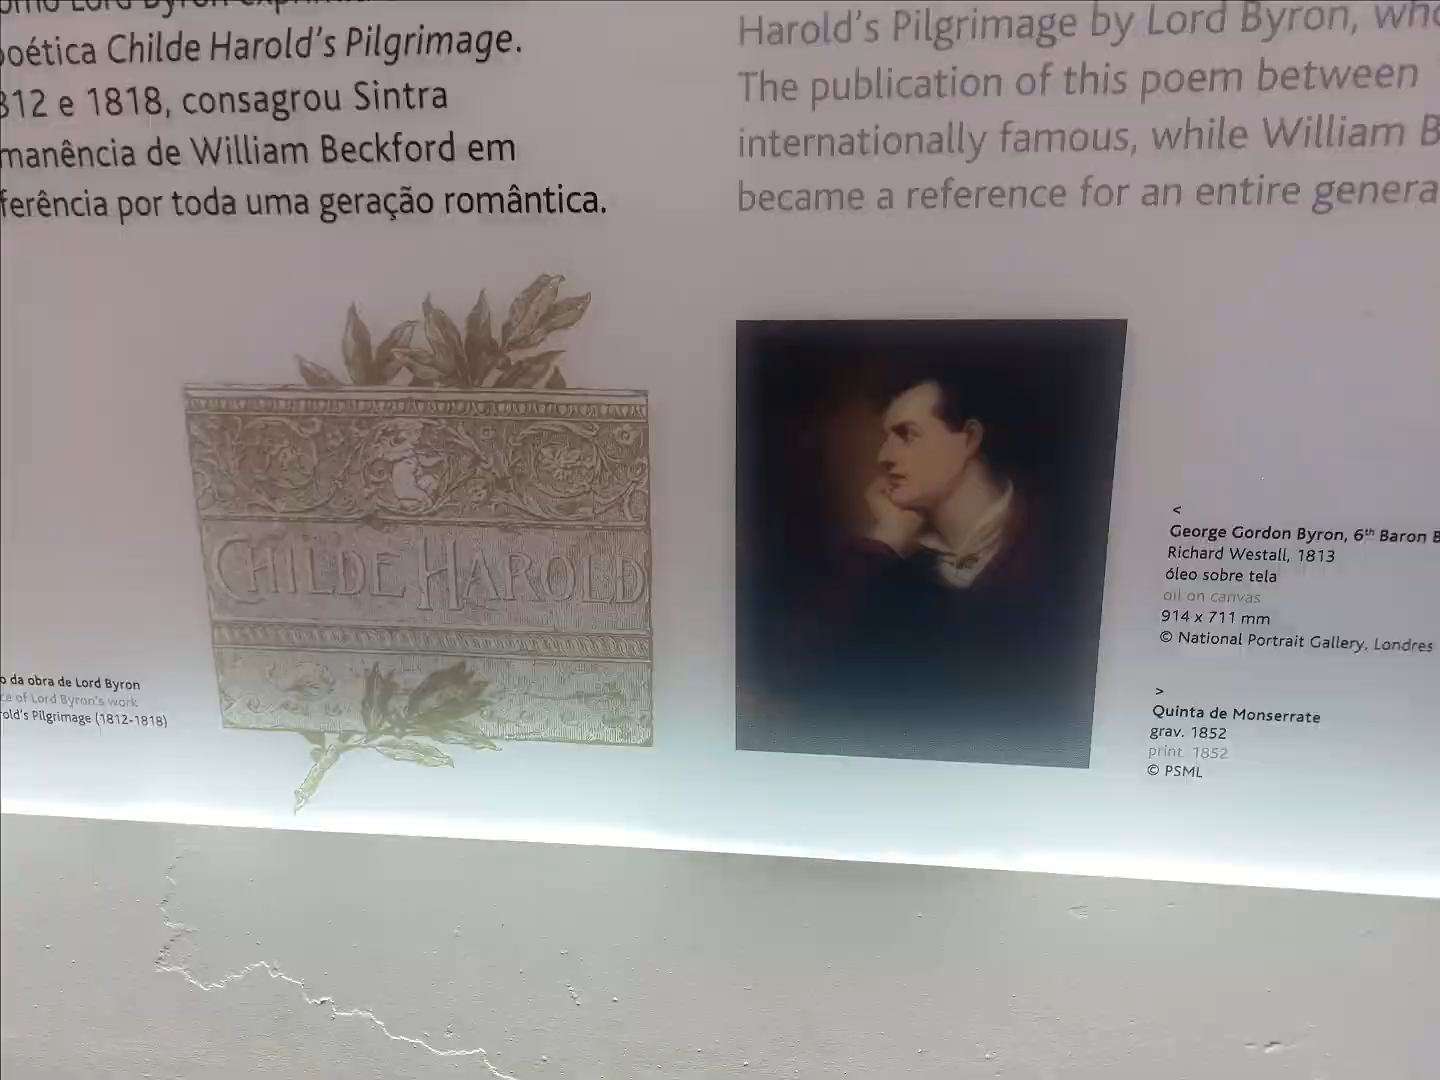 poética Childe Harold's Pilgrimage.
812 e 1818, consagrou Sintra
manência de William Beckford em
ferência por toda uma geração romântica.
Harold's Pilgrimage by Lord Byron, who
The publication of this poem between
internationally famous, while William B
became a reference for an entire genera
CHILDE HAROLD
<
George Gordon Byron, 6th Baron B
Richard Westall, 1813
óleo sobre tela
oil on canvas
914 x 711 mm
© National Portrait Gallery, Londres
>
Quinta de Monserrate
grav. 1852
print. 1852
© PSML
o da obra de Lord Byron
ce of Lord Byron's work
rold's Pilgrimage (1812-1818)